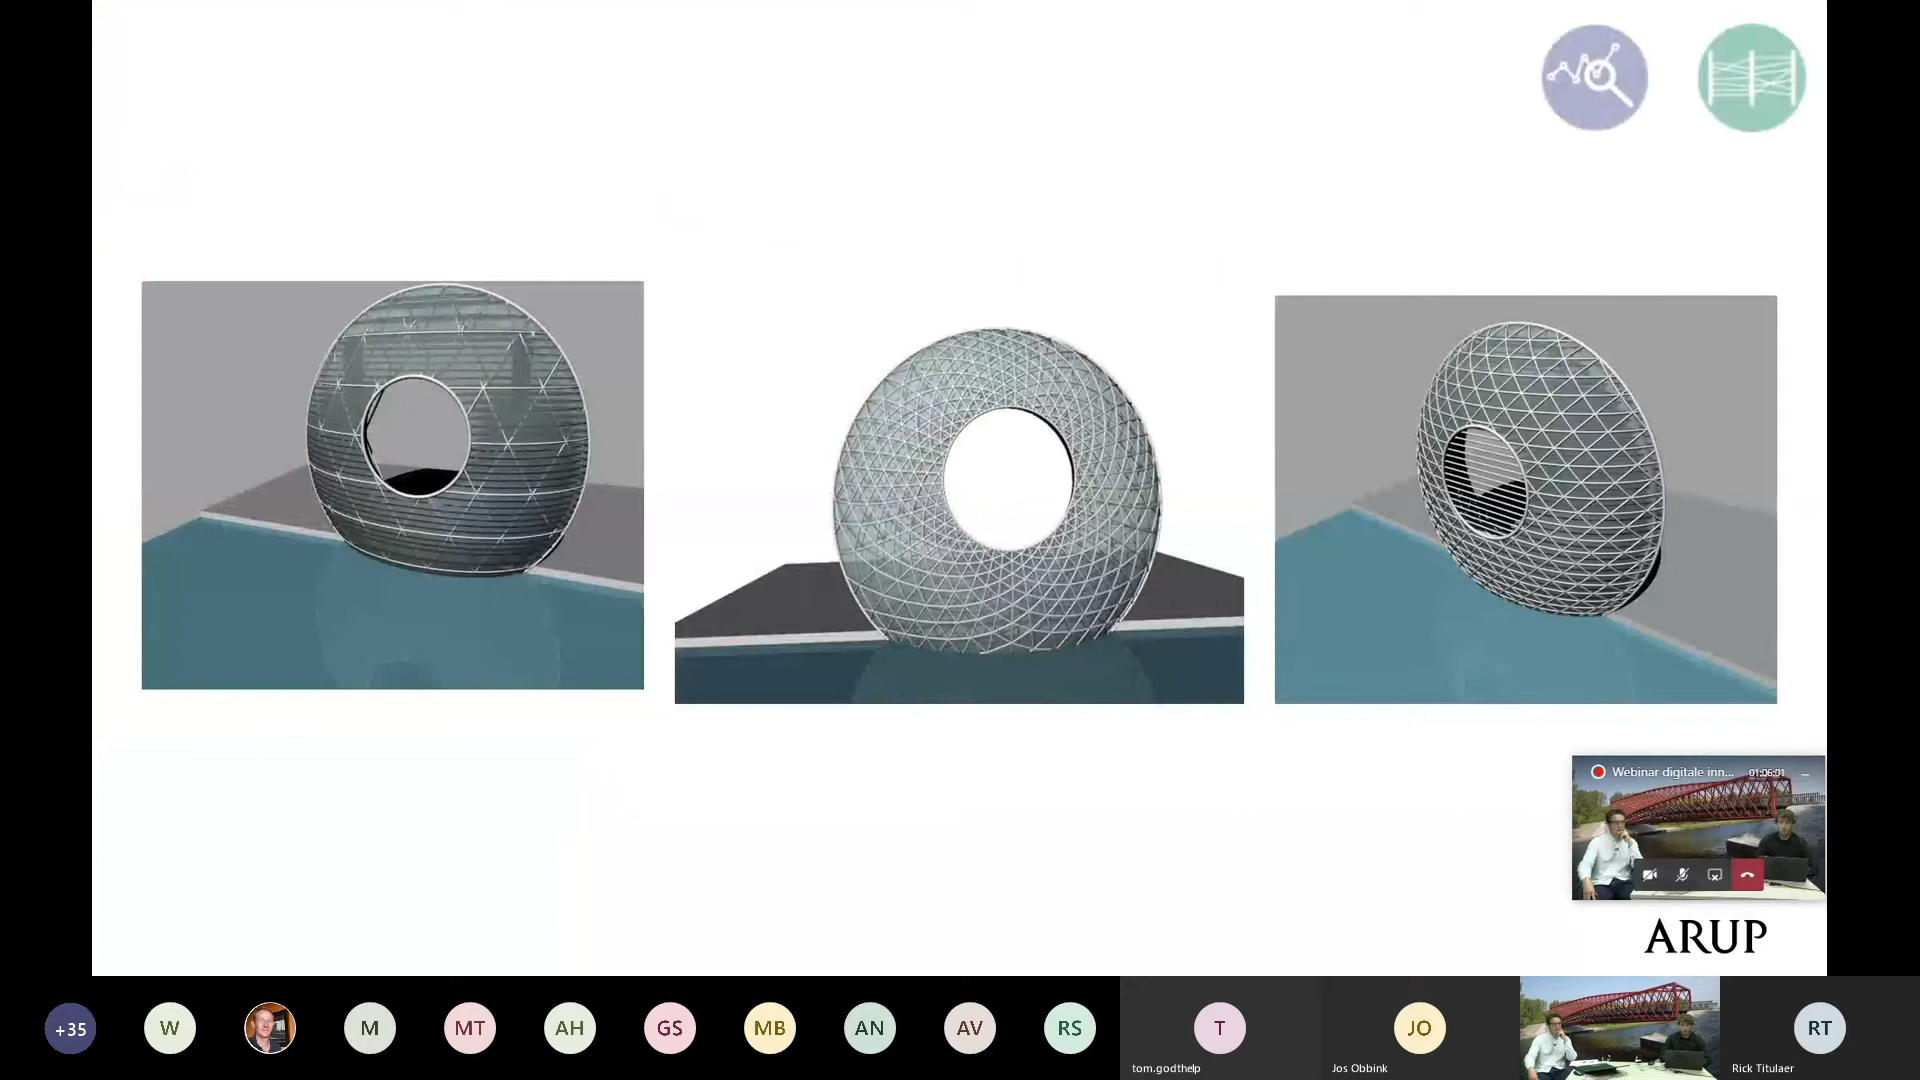 Webinar digitale inn... 01:06:01
ARUP
+35 W M MT AH GS MB AN AV RS T JO RT
tom.godthelp Jos Obbink Rick Titulaer